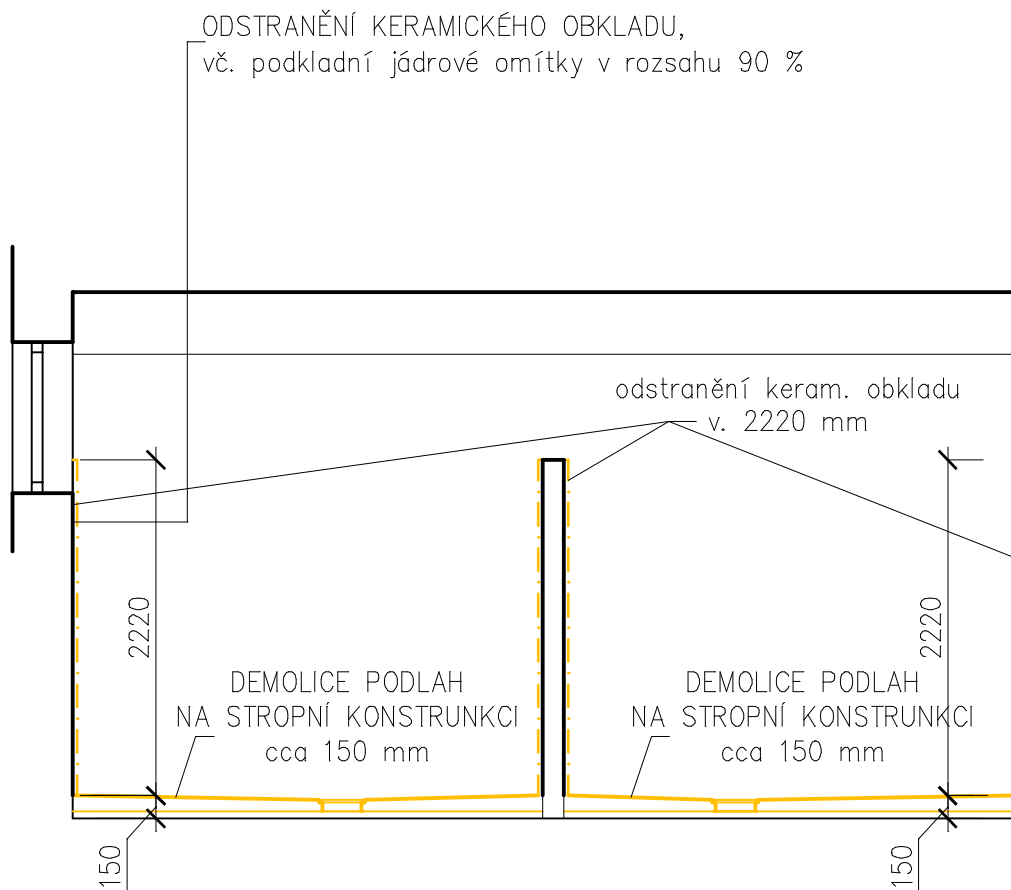 ODSTRANĚNÍ KERAMICKÉHO OBKLADU,
vč. podkladní jádrové omítky v rozsahu 90 %
odstranění keram. obkladu
v. 2220 mm
2220
2220
DEMOLICE PODLAH
NA STROPNÍ KONSTRUNKCI
cca 150 mm
DEMOLICE PODLAH
NA STROPNÍ KONSTRUNKCI
cca 150 mm
150
150